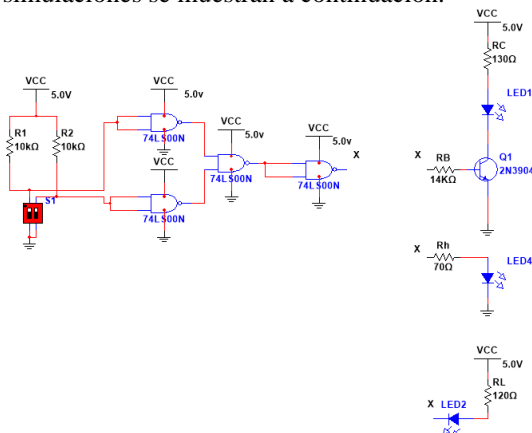 simulaciones se muestran a continuación.
VCC
5.0V
RC
130Ω
LED1
VCC
5.0V
VCC
5.0v
R1
10kΩ
R2
10kΩ
74LS00N
VCC
5.0v
VCC
5.0v
X
VCC
74LS00N
74LS00N
74LS00N
S1
X
RB
14KΩ
Q1
2N3904
X
Rh
70Ω
LED4
VCC
5.0V
RL
120Ω
X LED2